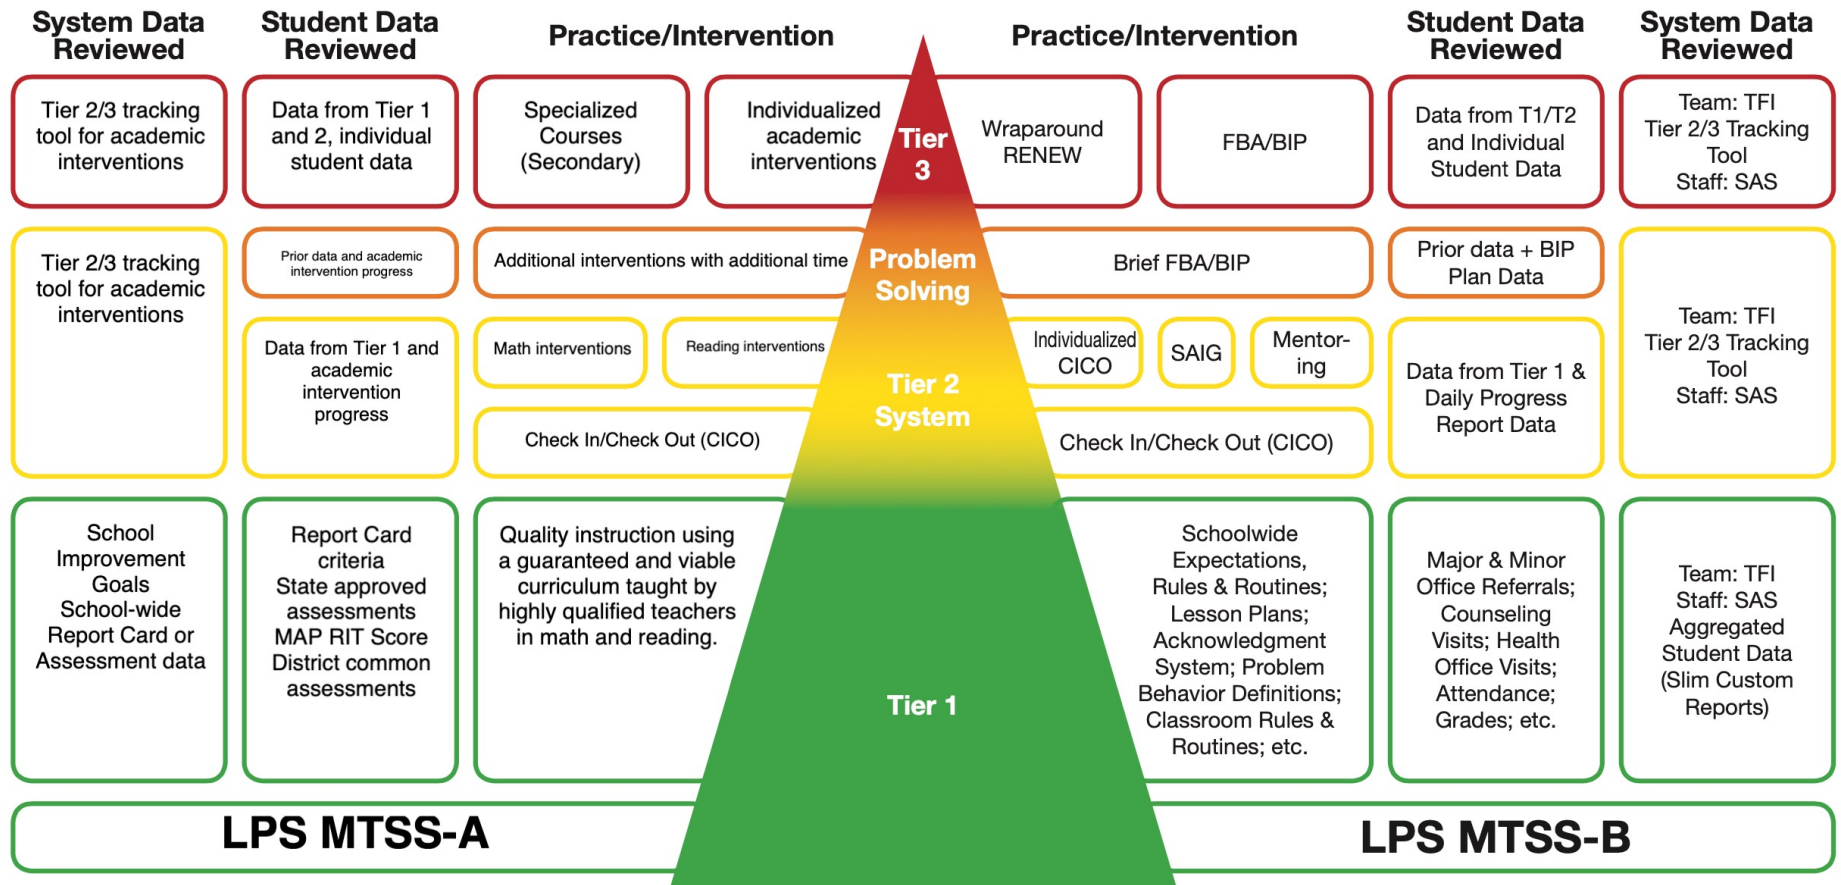 System Data
Reviewed
Student Data
Reviewed
Practice/Intervention
Practice/Intervention
Student Data
Reviewed
System Data
Reviewed
Tier 2/3 tracking
tool for academic
interventions
Data from Tier 1
and 2, individual
student data
Specialized
Courses
(Secondary)
Individualized
academic
interventions
Tier
3
Wraparound
RENEW
FBA/BIP
Data from T1/T2
and Individual
Student Data
Team: TFI
Tier 2/3 Tracking
Tool
Staff: SAS
Tier 2/3 tracking
tool for academic
interventions
Prior data and academic
intervention progress
Additional interventions with additional time
Problem
Solving
Brief FBA/BIP
Prior data + BIP
Plan Data
Team: TFI
Tier 2/3 Tracking
Tool
Staff: SAS
Data from Tier 1 and
academic
intervention
progress
Math interventions
Reading interventions
Individualized
CICO
SAIG
Mentor-
ing
Data from Tier 1 &
Daily Progress
Report Data
Tier 2
System
Check In/Check Out (CICO)
Check In/Check Out (CICO)
School
Improvement
Goals
School-wide
Report Card or
Assessment data
Report Card
criteria
State approved
assessments
MAP RIT Score
District common
assessments
Quality instruction using
a guaranteed and viable
curriculum taught by
highly qualified teachers
in math and reading.
Tier 1
Schoolwide
Expectations,
Rules & Routines;
Lesson Plans;
Acknowledgment
System; Problem
Behavior Definitions;
Classroom Rules &
Routines; etc.
Major & Minor
Office Referrals;
Counseling
Visits; Health
Office Visits;
Attendance;
Grades; etc.
Team: TFI
Staff: SAS
Aggregated
Student Data
(Slim Custom
Reports)
LPS MTSS-A
LPS MTSS-B